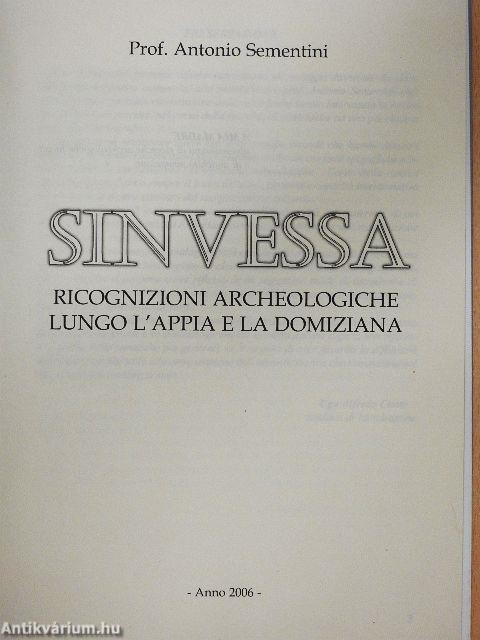 Prof. Antonio Sementini
SINVESSA
RICOGNIZIONI ARCHEOLOGICHE
LUNGO L'APPIA E LA DOMIZIANA
- Anno 2006 -
Antikvárium.hu